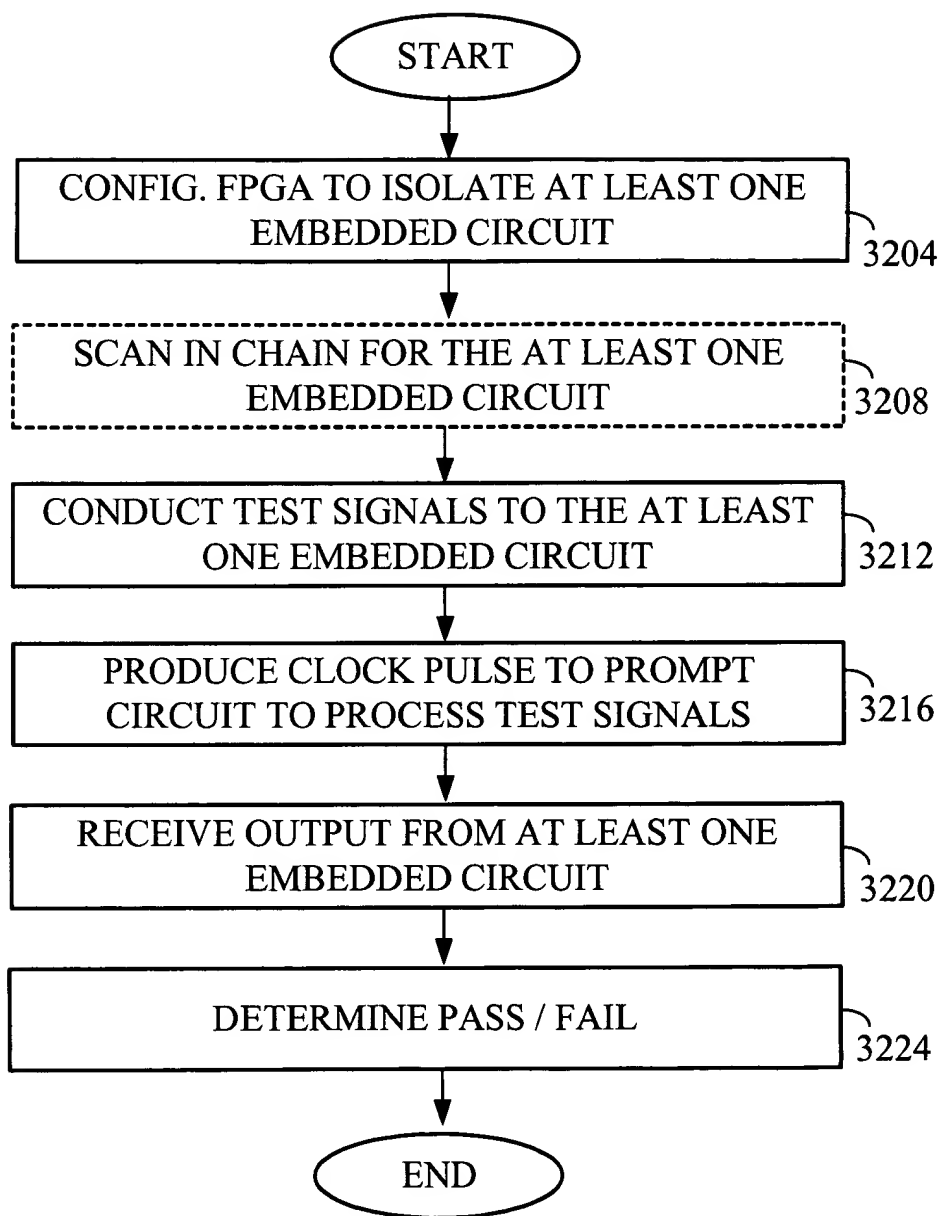 START
CONFIG. FPGA TO ISOLATE AT LEAST ONE
EMBEDDED CIRCUIT
3204
SCAN IN CHAIN FOR THE AT LEAST ONE
EMBEDDED CIRCUIT
3208
CONDUCT TEST SIGNALS TO THE AT LEAST
ONE EMBEDDED CIRCUIT
3212
PRODUCE CLOCK PULSE TO PROMPT
CIRCUIT TO PROCESS TEST SIGNALS
3216
RECEIVE OUTPUT FROM AT LEAST ONE
EMBEDDED CIRCUIT
3220
DETERMINE PASS / FAIL
3224
END